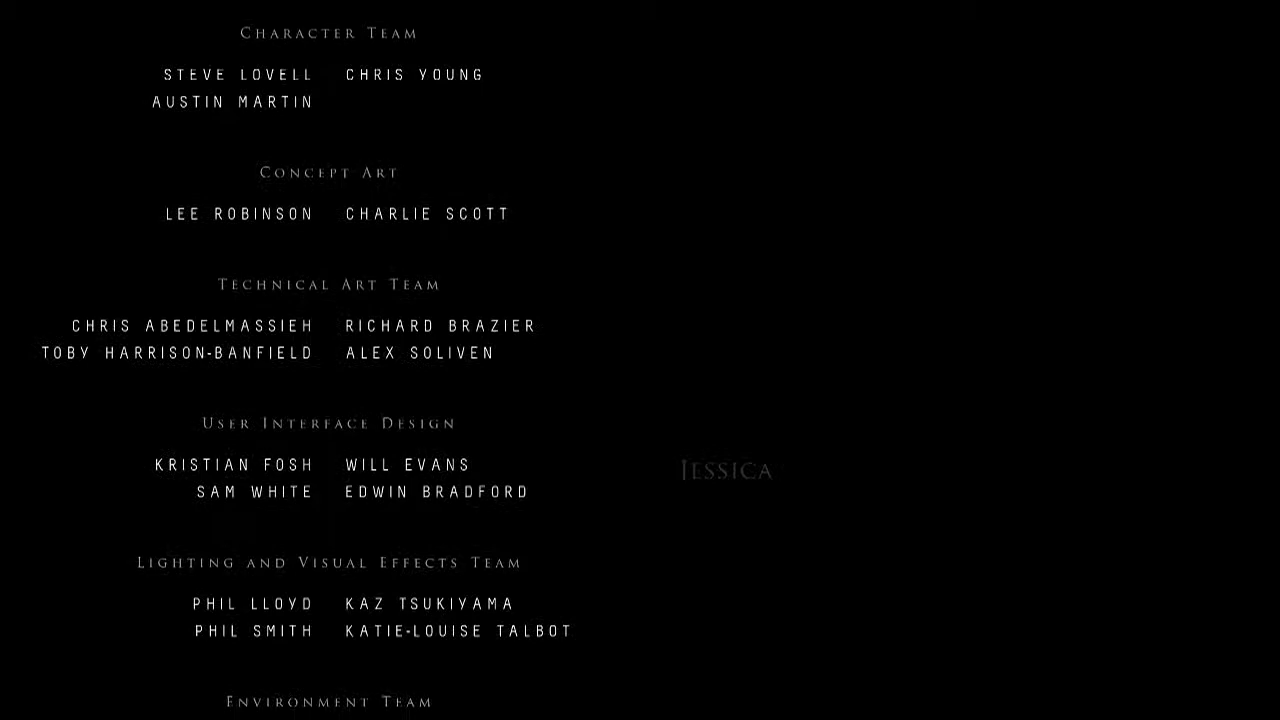 CHARACTER TEAM
STEVE LOVELL CHRIS YOUNG
AUSTIN MARTIN
CONCEPT ART
LEE ROBINSON CHARLIE SCOTT
TECHNICAL ART TEAM
CHRIS ABEDELMASSIEH RICHARD BRAZIER
TOBY HARRISON-BANFIELD ALEX SOLIVEN
USER INTERFACE DESIGN
KRISTIAN FOSH WILL EVANS
JESSICA
SAM WHITE EDWIN BRADFORD
LIGHTING AND VISUAL EFFECTS TEAM
PHIL LLOYD KAZ TSUKIYAMA
PHIL SMITH KATIE-LOUISE TALBOT
ENVIRONMENT TEAM